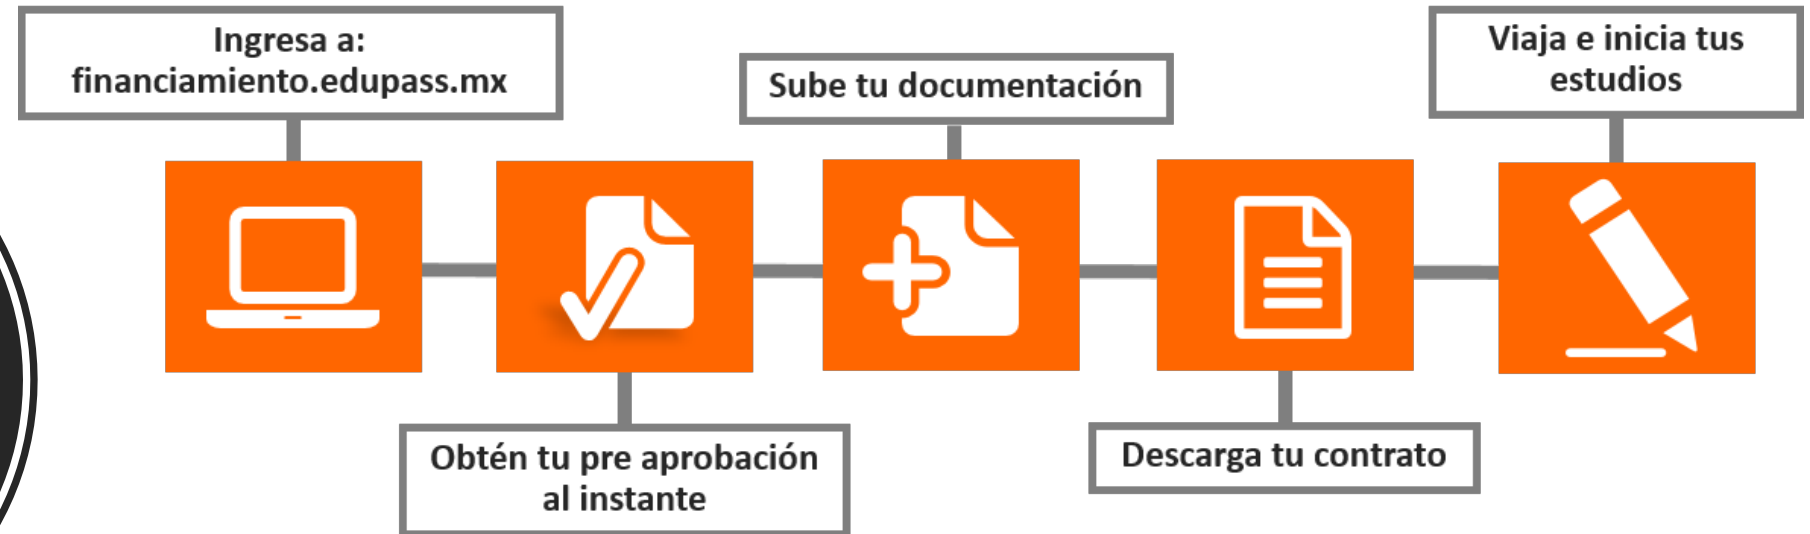 Ingresa a:
financiamiento.edupass.mx
Obtén tu pre aprobación
al instante
Sube tu documentación
Descarga tu contrato
Viaja e inicia tus
estudios